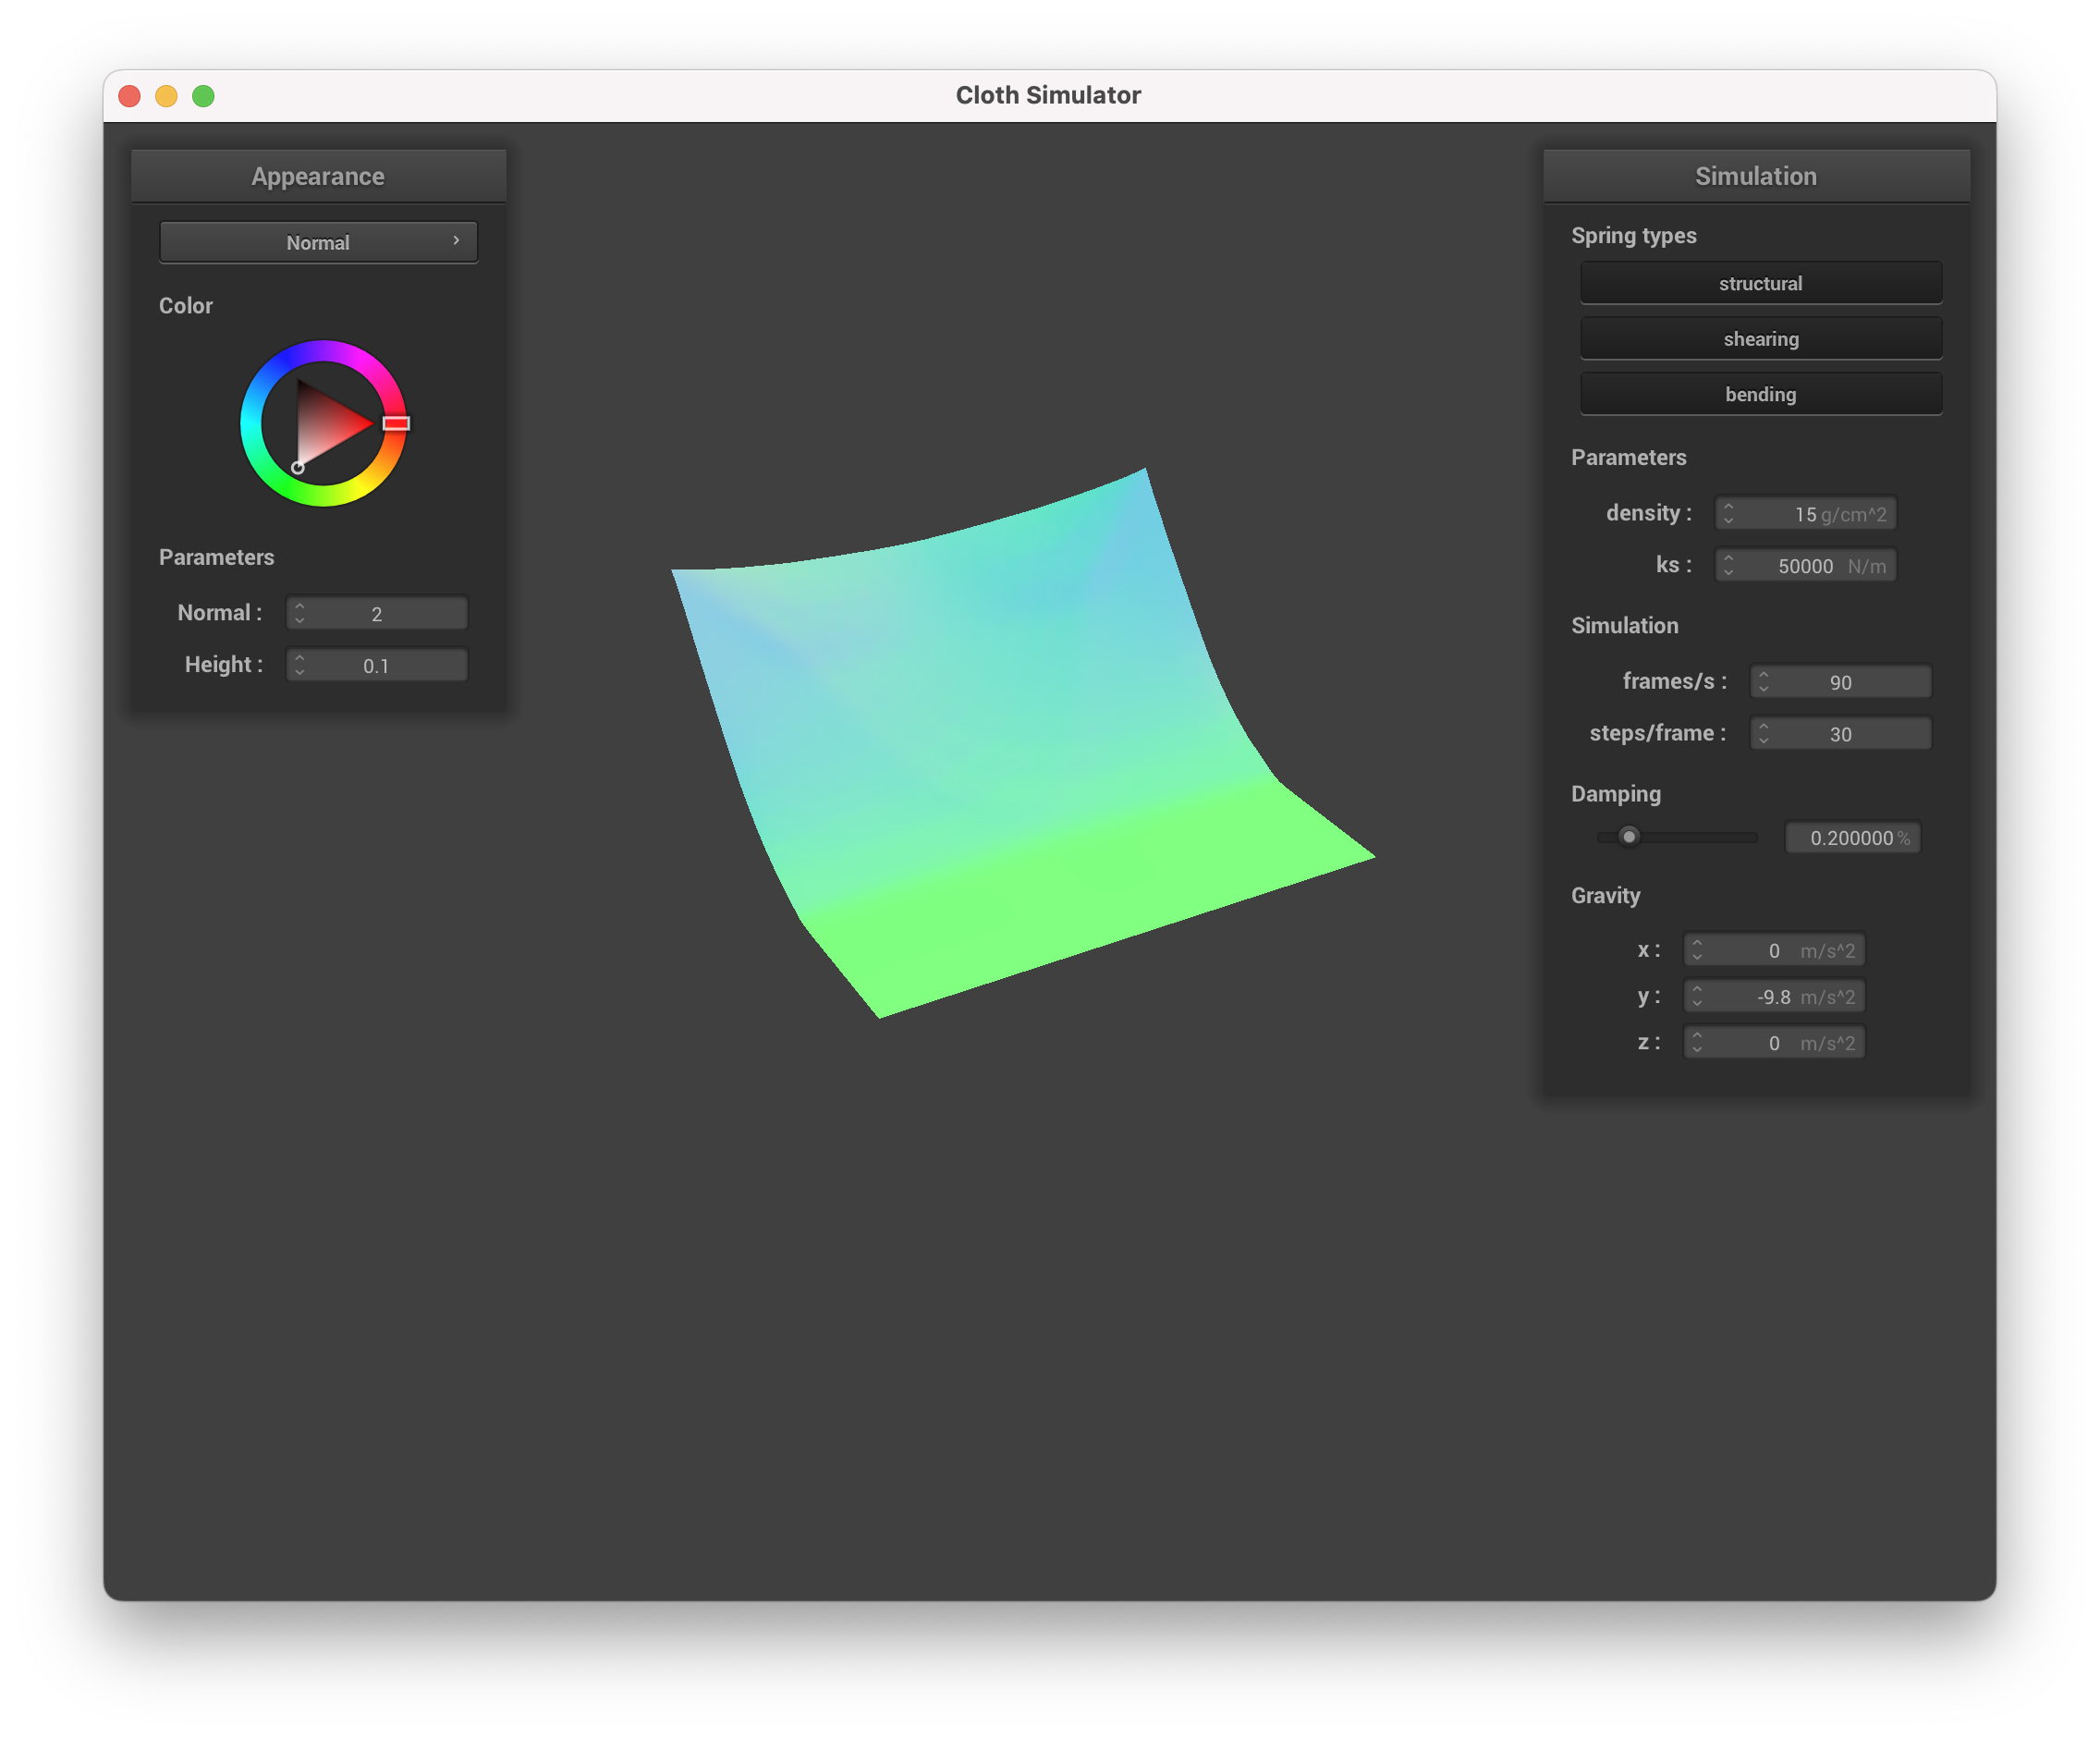 Cloth Simulator
Appearance
Normal
Color
Parameters
Normal : 2
Height : 0.1
Simulation
Spring types
structural
shearing
bending
Parameters
density : 15 g/cm^2
ks : 50000 N/m
Simulation
frames/s : 90
steps/frame : 30
Damping
0.200000 %
Gravity
x : 0 m/s^2
y : -9.8 m/s^2
z : 0 m/s^2